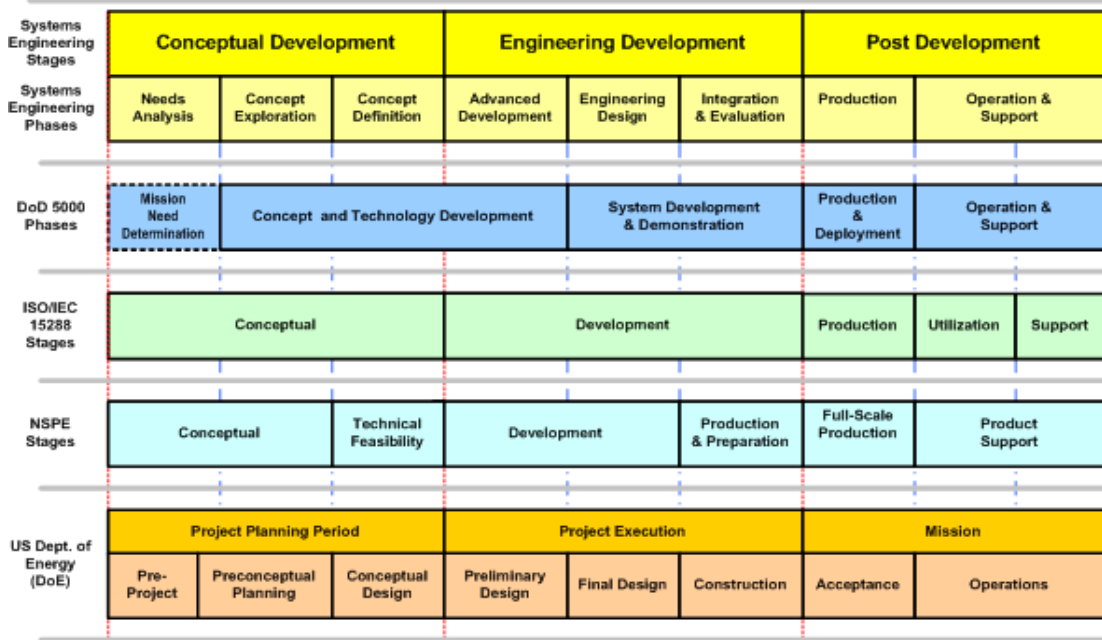 Systems
Engineering
Stages
Conceptual Development
Engineering Development
Post Development
Systems
Engineering
Phases
Needs
Analysis
Concept
Exploration
Concept
Definition
Advanced
Development
Engineering
Design
Integration
& Evaluation
Production
Operation &
Support
DoD 5000
Phases
Mission
Need
Determination
Concept and Technology Development
System Development
& Demonstration
Production
&
Deployment
Operation &
Support
ISO/IEC
15288
Stages
Conceptual
Development
Production
Utilization
Support
NSPE
Stages
Conceptual
Technical
Feasibility
Development
Production
& Preparation
Full-Scale
Production
Product
Support
US Dept. of
Energy
(DoE)
Project Planning Period
Project Execution
Mission
Pre-
Project
Preconceptual
Planning
Conceptual
Design
Preliminary
Design
Final Design
Construction
Acceptance
Operations